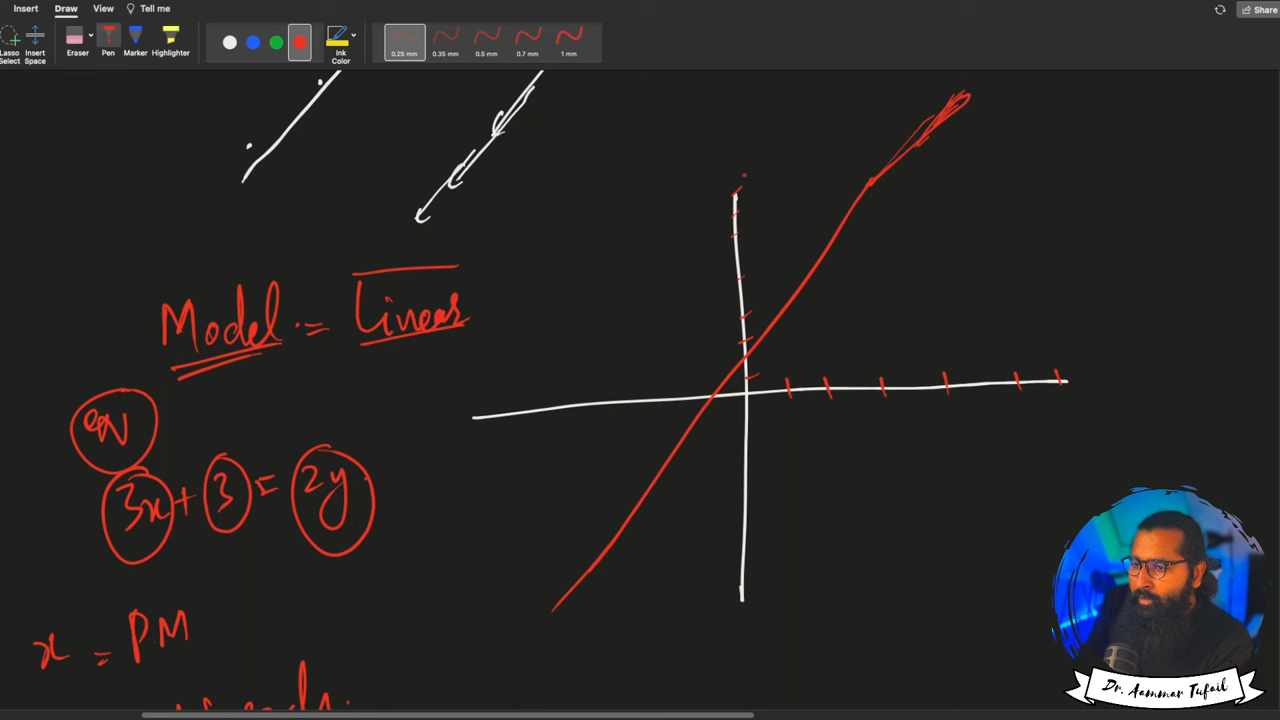 Insert Draw View Tell me
Share
Lasso Select
Insert Space
Eraser
Pen
Marker
Highlighter
Ink Color
0.25 mm
0.35 mm
0.5 mm
0.7 mm
1 mm
Model := Linear
3x + 3 = 2y
x = P.M
Dr. Aammar Tufail